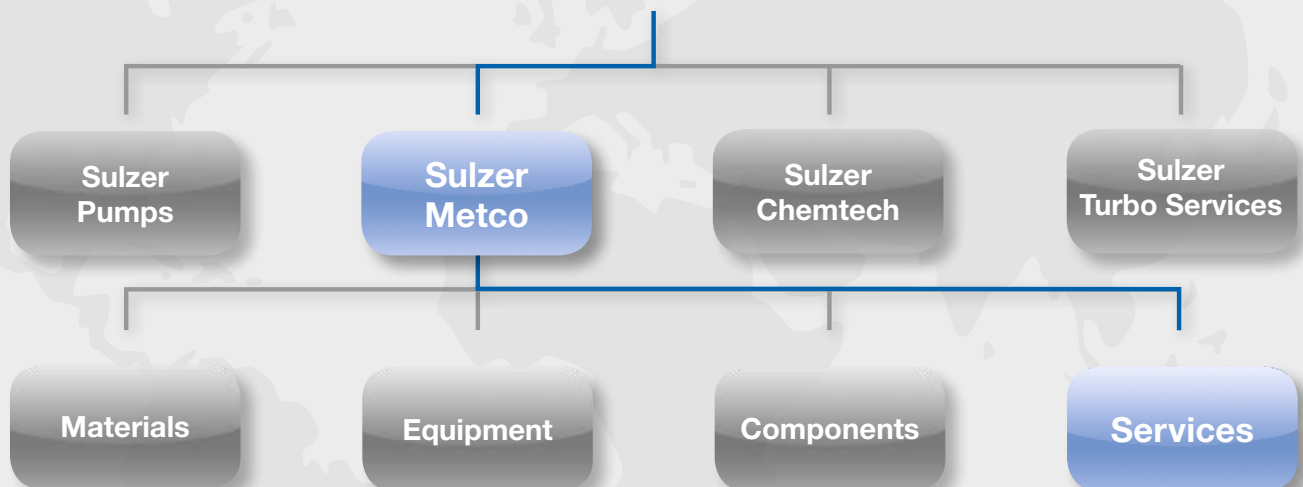 Sulzer
Pumps
Sulzer
Metco
Sulzer
Chemtech
Sulzer
Turbo Services
Materials
Equipment
Components
Services